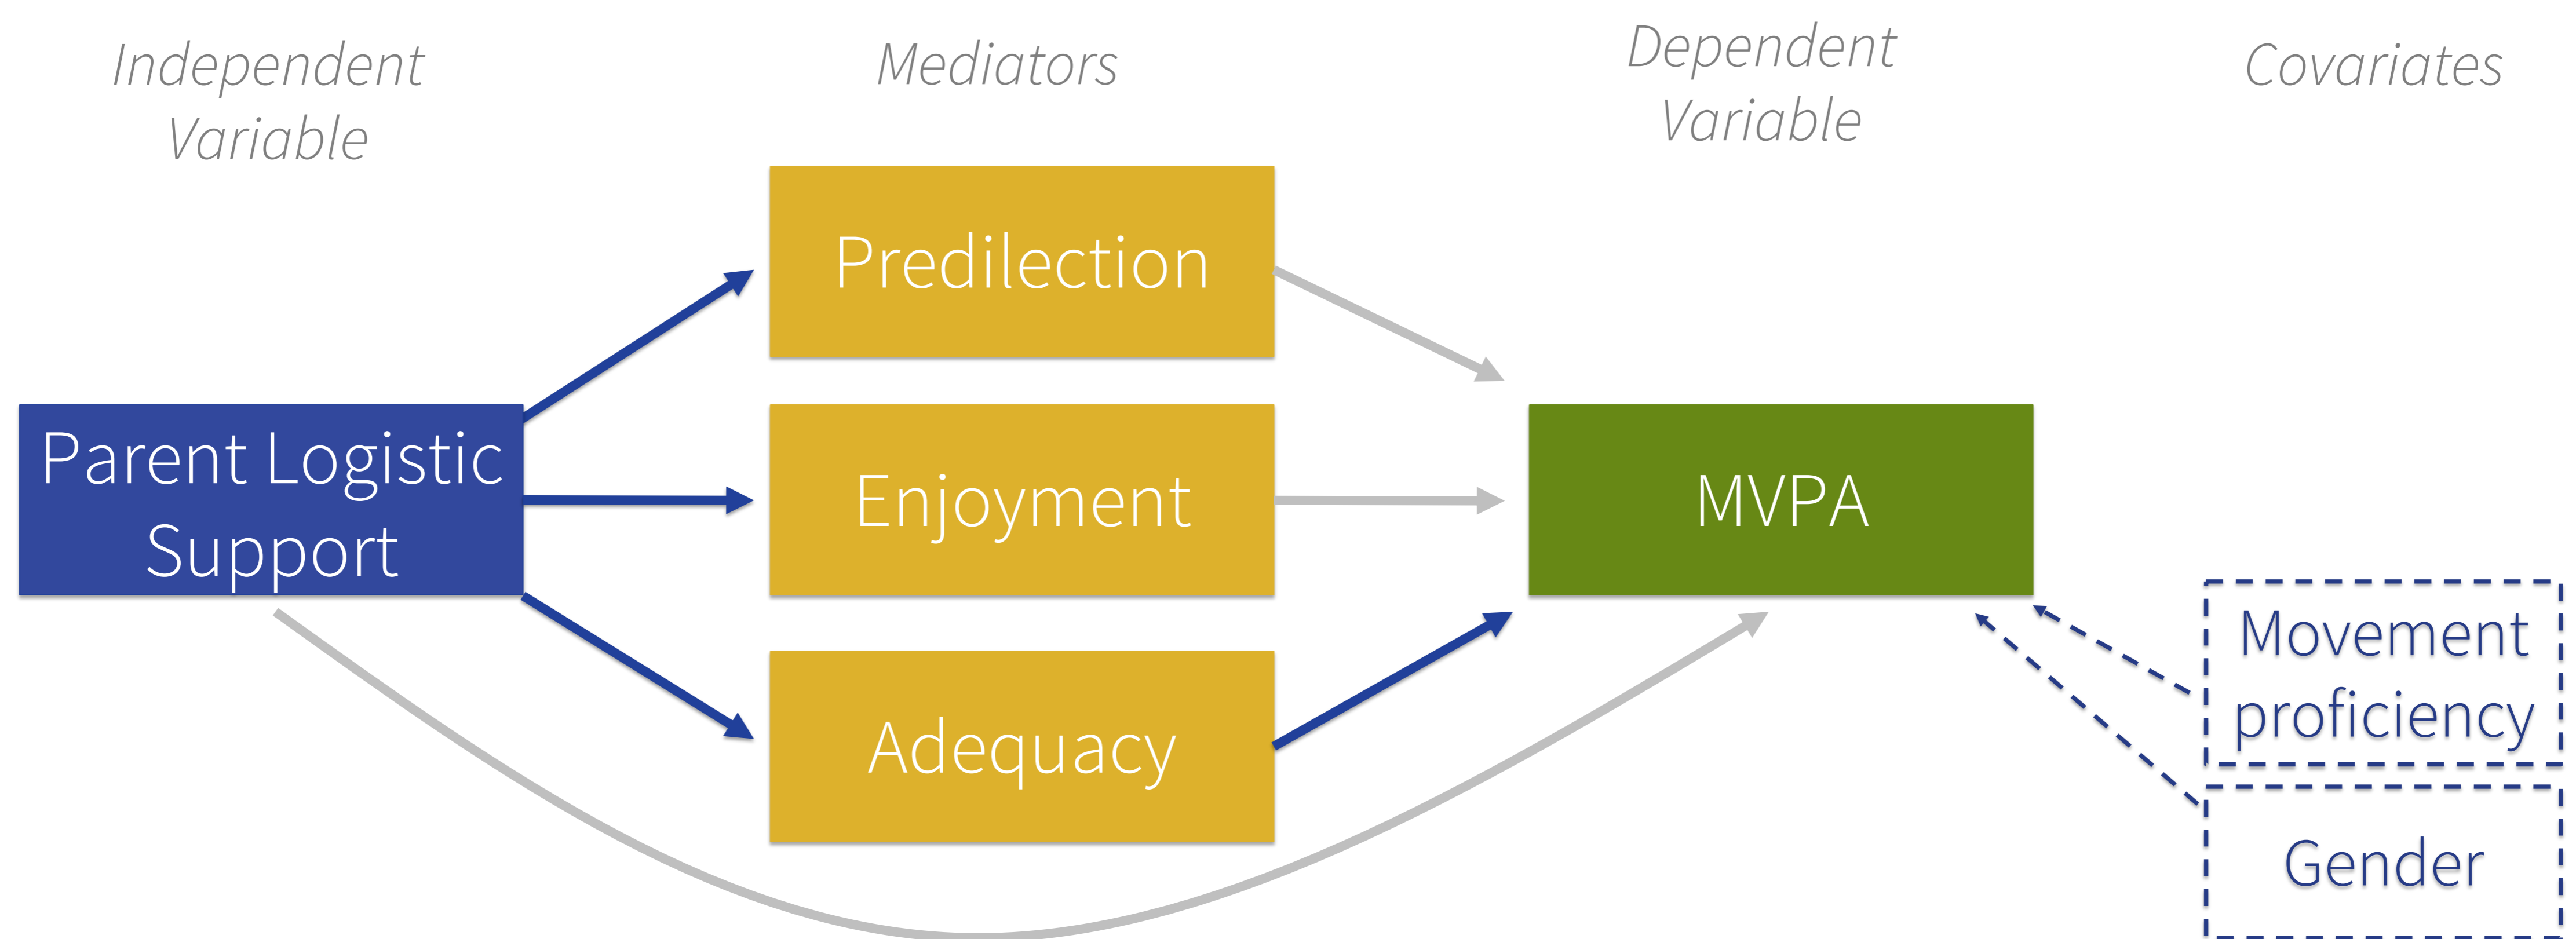 Independent
Variable
Mediators
Dependent
Variable
Covariates
Predilection
Parent Logistic
Support
Enjoyment
MVPA
Adequacy
Movement
proficiency
Gender